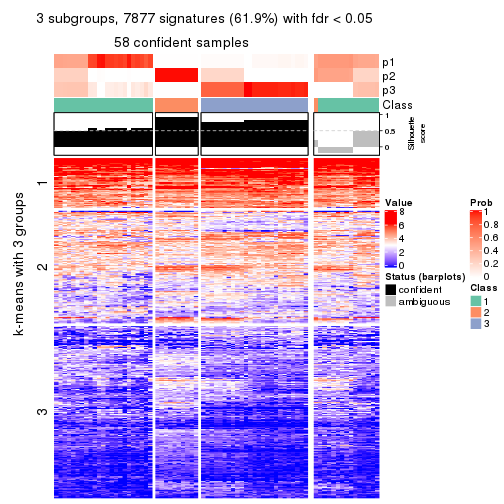 3 subgroups, 7877 signatures (61.9%) with fdr < 0.05
58 confident samples
p1
p2
p3
Class
1
0.5
0
Silhouette
score
k-means with 3 groups
1
2
3
Value
8
6
4
2
0
Status (barplots)
confident
ambiguous
Prob
1
0.8
0.6
0.4
0.2
0
Class
1
2
3